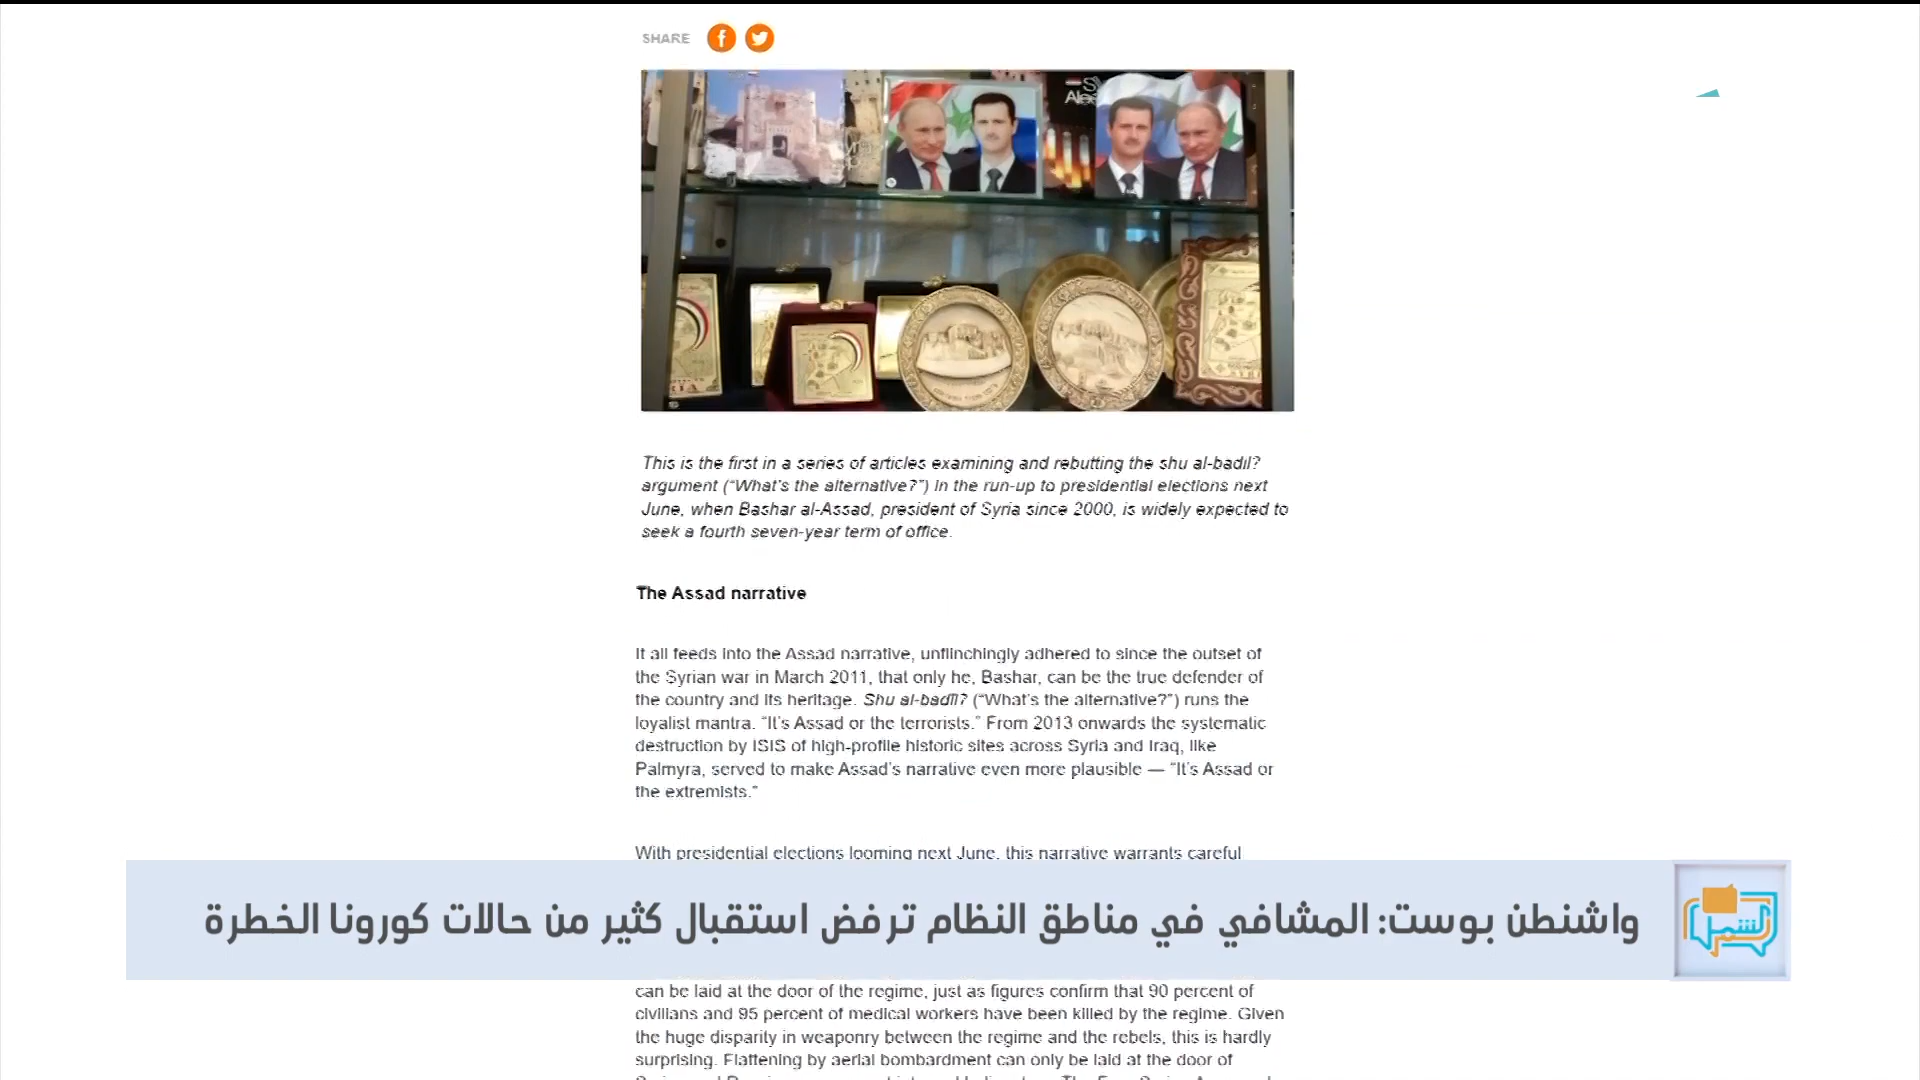 SHARE
This is the first in a series of articles examining and rebutting the shu al-badil?
argument (“What’s the alternative?”) in the run-up to presidential elections next
June, when Bashar al-Assad, president of Syria since 2000, is widely expected to
seek a fourth seven-year term of office.
The Assad narrative
It all feeds into the Assad narrative, unflinchingly adhered to since the outset of
the Syrian war in March 2011, that only he, Bashar, can be the true defender of
the country and its heritage. Shu al-badil? (“What’s the alternative?”) runs the
loyalist mantra. “It’s Assad or the terrorists.” From 2013 onwards the systematic
destruction by ISIS of high-profile historic sites across Syria and Iraq, like
Palmyra, served to make Assad’s narrative even more plausible — “It’s Assad or
the extremists.”
With presidential elections looming next June, this narrative warrants careful
واشنطن بوست: المشافي في مناطق النظام ترفض استقبال كثير من حالات كورونا الخطرة
الشمل
can be laid at the door of the regime, just as figures confirm that 90 percent of
civilians and 95 percent of medical workers have been killed by the regime. Given
the huge disparity in weaponry between the regime and the rebels, this is hardly
surprising. Flattening by aerial bombardment can only be laid at the door of